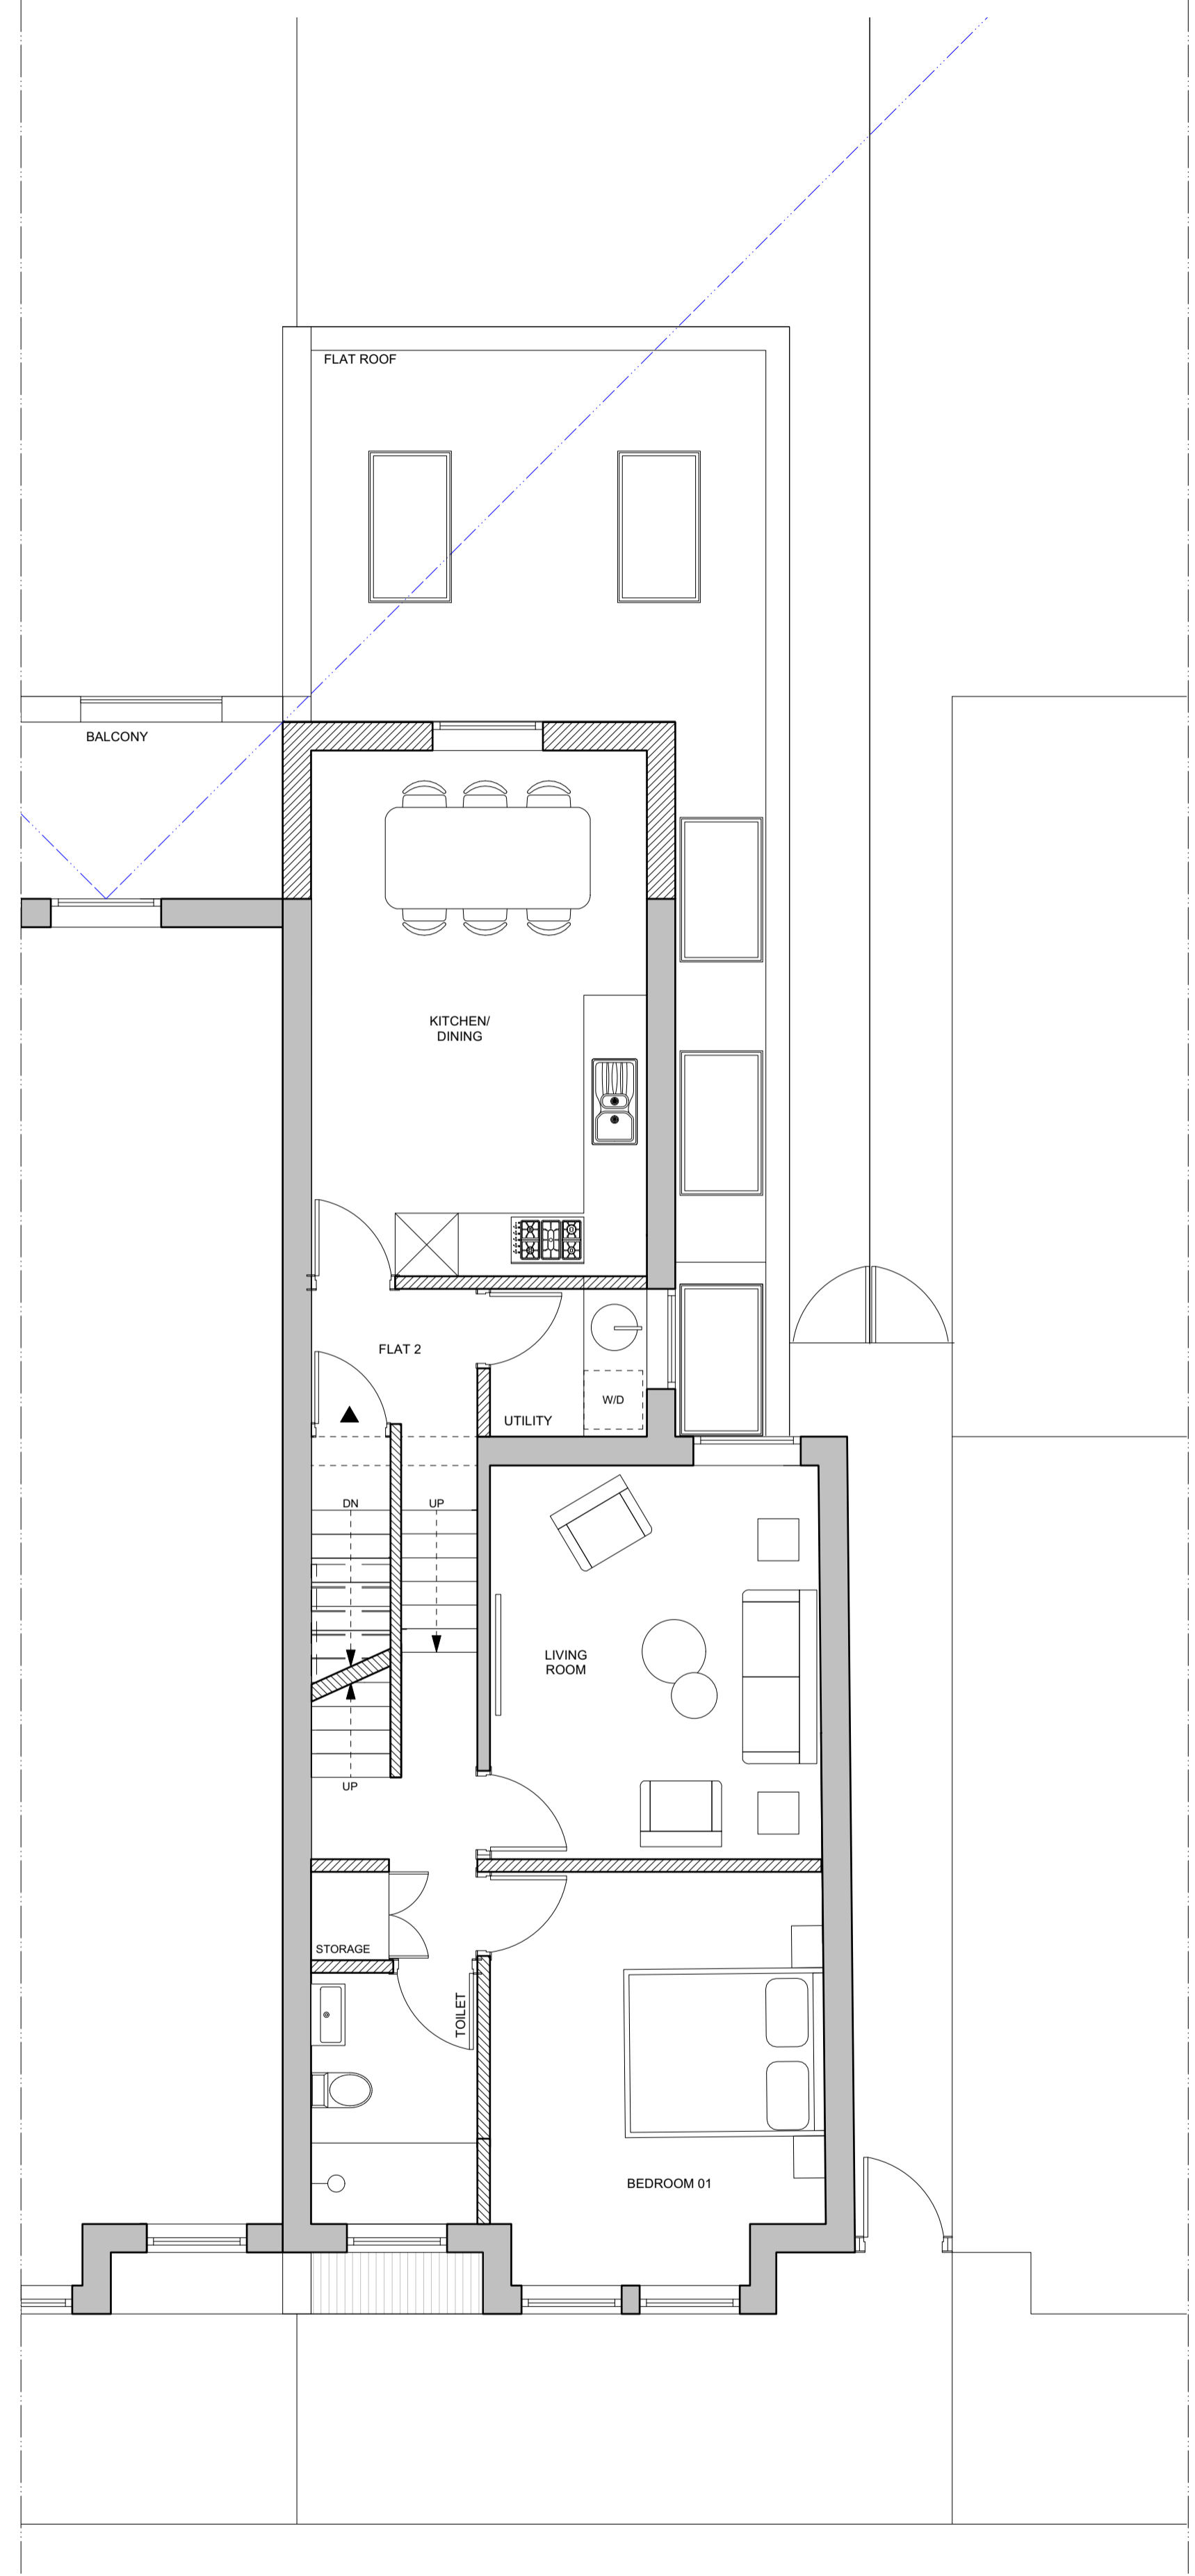 FLAT ROOF
BALCONY
KITCHEN/
DINING
FLAT 2
W/D
UTILITY
DN
UP
LIVING
ROOM
UP
STORAGE
TOILET
BEDROOM 01